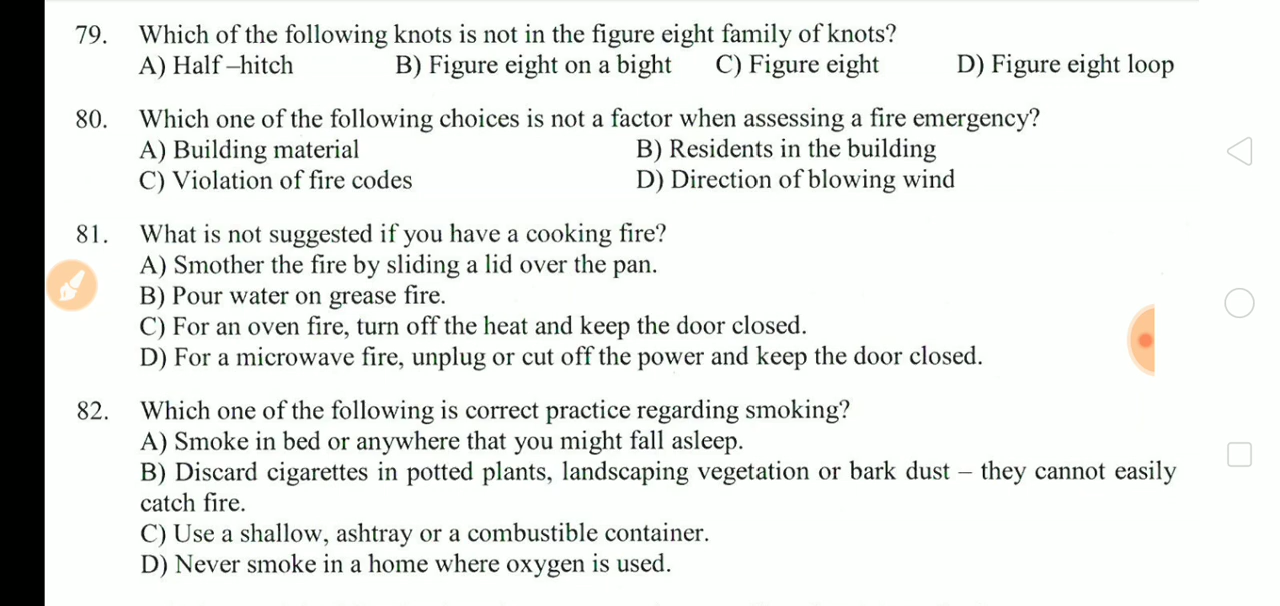 79. Which of the following knots is not in the figure eight family of knots?
A) Half –hitch B) Figure eight on a bight C) Figure eight D) Figure eight loop
80. Which one of the following choices is not a factor when assessing a fire emergency?
A) Building material B) Residents in the building
C) Violation of fire codes D) Direction of blowing wind
81. What is not suggested if you have a cooking fire?
A) Smother the fire by sliding a lid over the pan.
B) Pour water on grease fire.
C) For an oven fire, turn off the heat and keep the door closed.
D) For a microwave fire, unplug or cut off the power and keep the door closed.
82. Which one of the following is correct practice regarding smoking?
A) Smoke in bed or anywhere that you might fall asleep.
B) Discard cigarettes in potted plants, landscaping vegetation or bark dust – they cannot easily
catch fire.
C) Use a shallow, ashtray or a combustible container.
D) Never smoke in a home where oxygen is used.